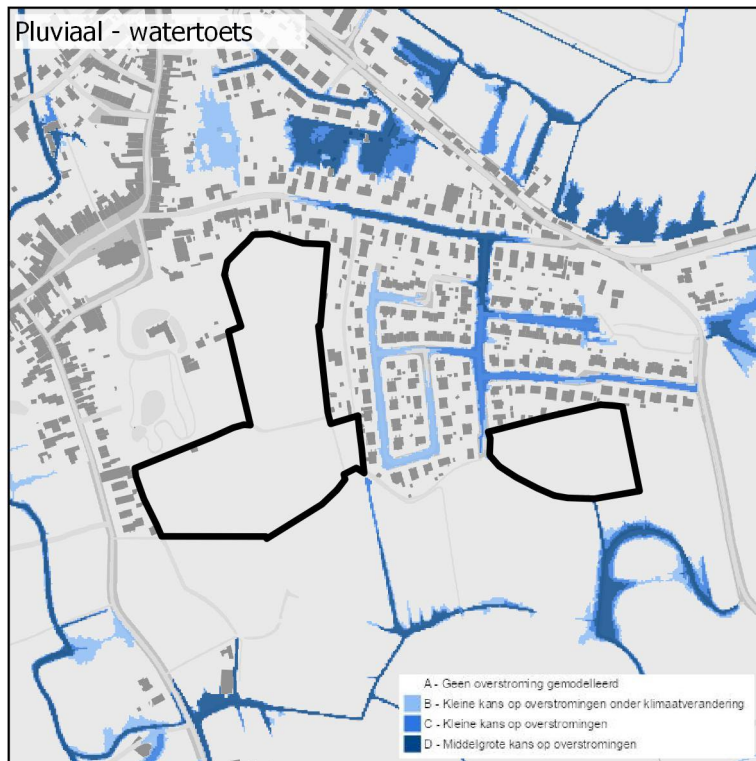 Pluviaal - watertoets
A - Geen overstroming gemodelleerd
B - Kleine kans op overstromingen onder klimaatverandering
C - Kleine kans op overstromingen
D - Middelgrote kans op overstromingen